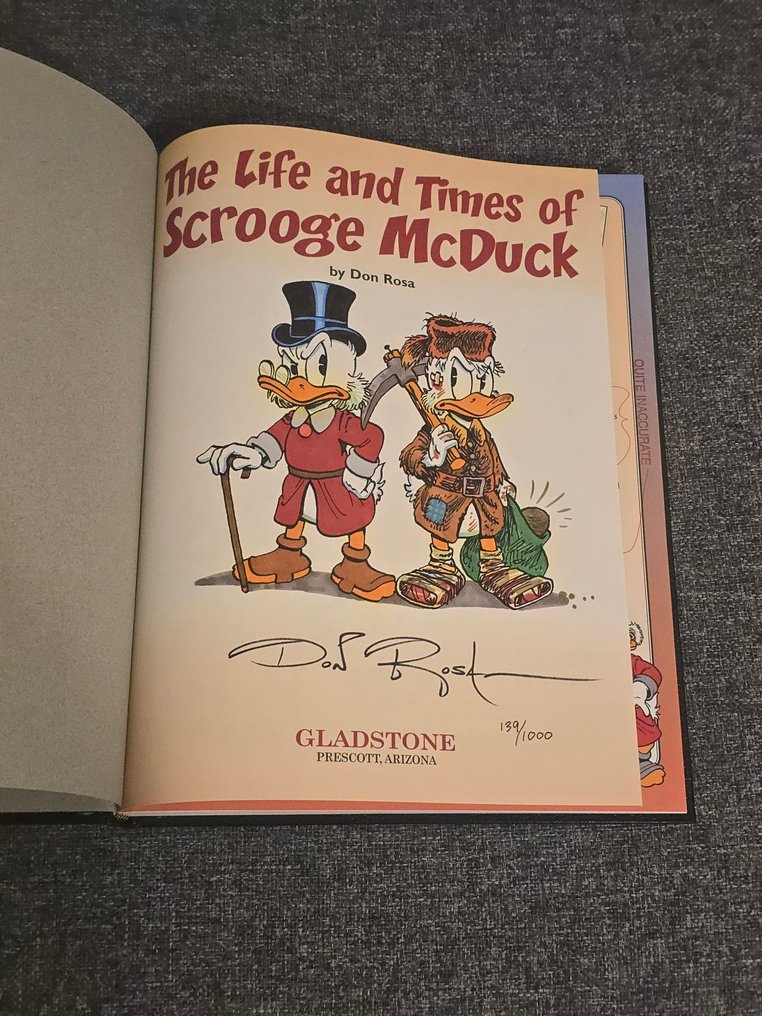 The Life and Times of
Scrooge McDuck
by Don Rosa
Don Rosa
139/1000
GLADSTONE
PRESCOTT, ARIZONA
QUITE INACCURATE